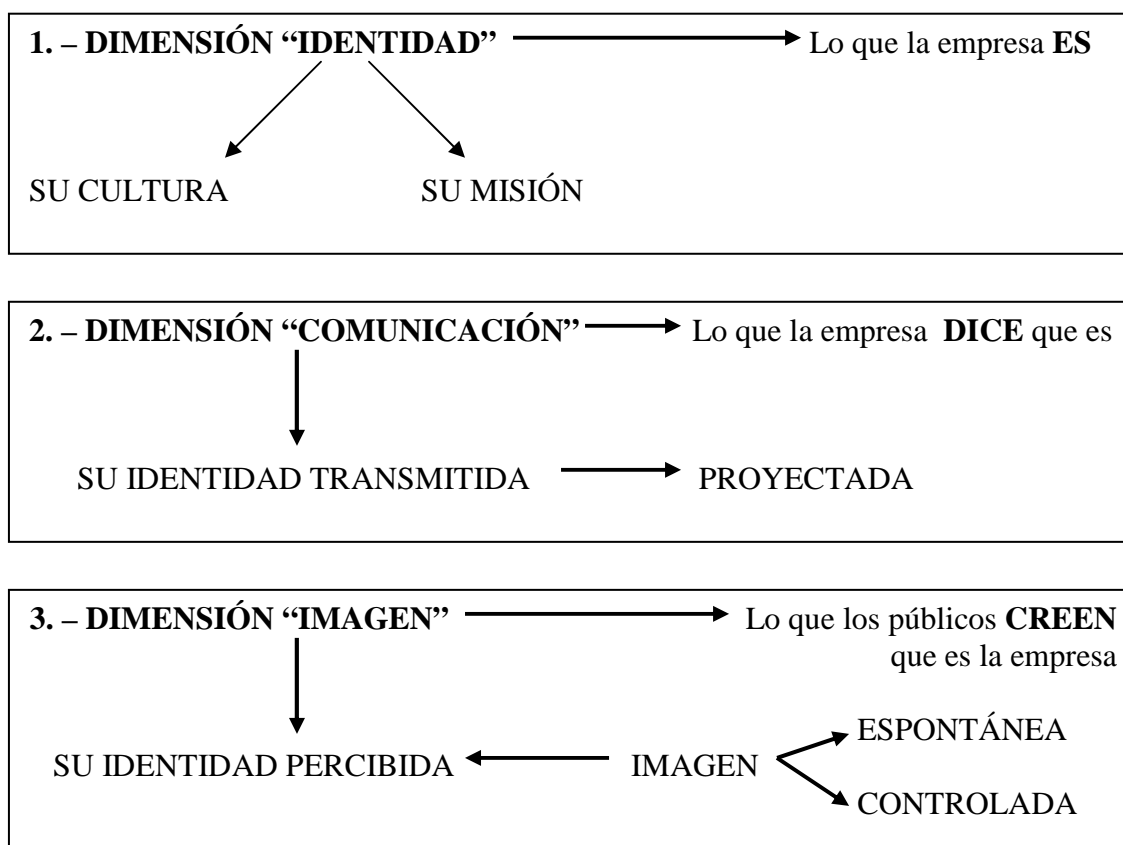 1. – DIMENSIÓN “IDENTIDAD” Lo que la empresa ES
SU CULTURA SU MISIÓN
2. – DIMENSIÓN “COMUNICACIÓN” Lo que la empresa DICE que es
SU IDENTIDAD TRANSMITIDA PROYECTADA
3. – DIMENSIÓN “IMAGEN” Lo que los públicos CREEN
que es la empresa
ESPONTÁNEA
SU IDENTIDAD PERCIBIDA IMAGEN
CONTROLADA